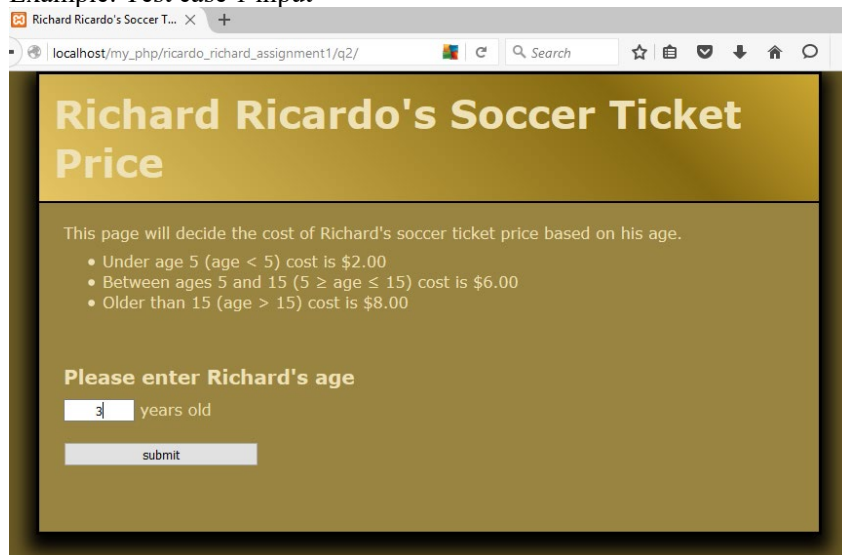 Example: Test case 1 input
Richard Ricardo's Soccer T... × +
localhost/my_php/ricardo_richard_assignment1/q2/ Search
Richard Ricardo's Soccer Ticket
Price
This page will decide the cost of Richard's soccer ticket price based on his age.
• Under age 5 (age < 5) cost is $2.00
• Between ages 5 and 15 (5 ≥ age ≤ 15) cost is $6.00
• Older than 15 (age > 15) cost is $8.00
Please enter Richard's age
3 years old
submit